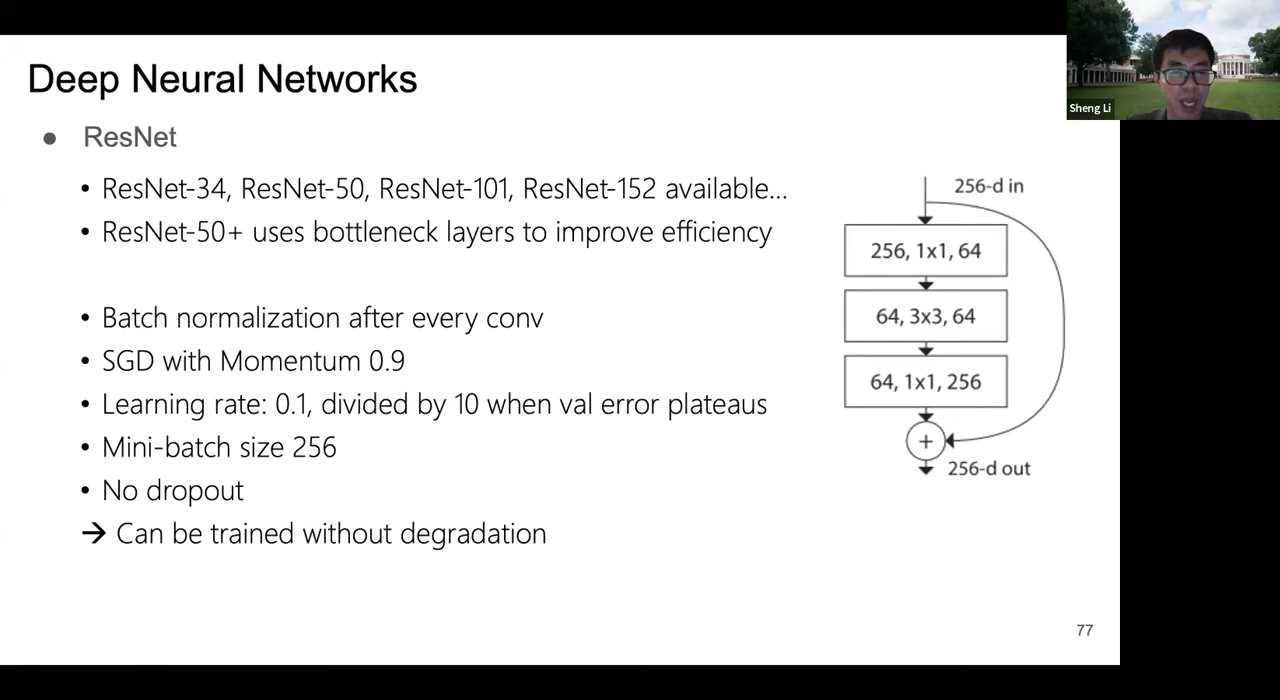 Deep Neural Networks
● ResNet
• ResNet-34, ResNet-50, ResNet-101, ResNet-152 available...
• ResNet-50+ uses bottleneck layers to improve efficiency
• Batch normalization after every conv
• SGD with Momentum 0.9
• Learning rate: 0.1, divided by 10 when val error plateaus
• Mini-batch size 256
• No dropout
→ Can be trained without degradation
256-d in
256, 1x1, 64
64, 3x3, 64
64, 1x1, 256
+
256-d out
77
Sheng Li